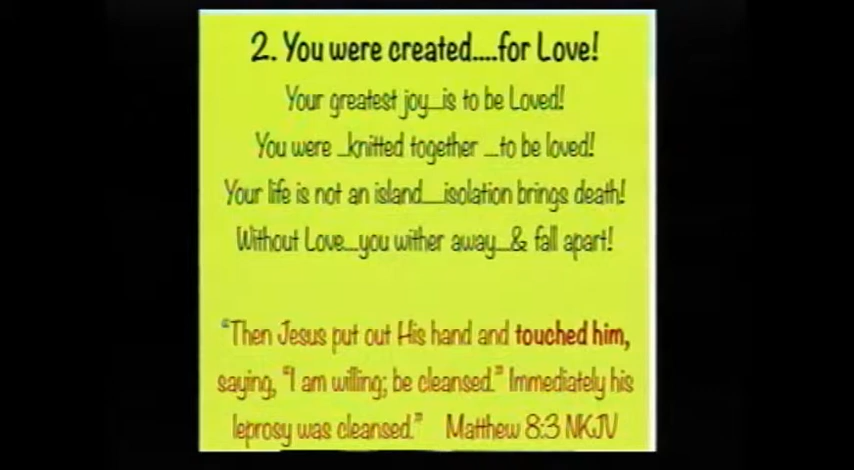 2. You were created....for Love!
Your greatest joy....is to be Loved!
You were ...knitted together ....to be loved!
Your life is not an island.....isolation brings death!
Without Love....you wither away....& fall apart!
"Then Jesus put out His hand and touched him,
saying, "I am willing; be cleansed." Immediately his
leprosy was cleansed." Matthew 8:3 NKJV